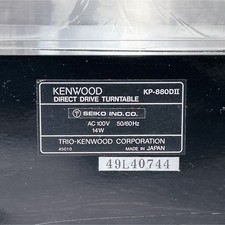 KENWOOD KP-880DII
DIRECT DRIVE TURNTABLE
T SEIKO IND. CO.
AC 100V 50/60Hz
14W
TRIO-KENWOOD CORPORATION
45010 MADE IN JAPAN
49L40744